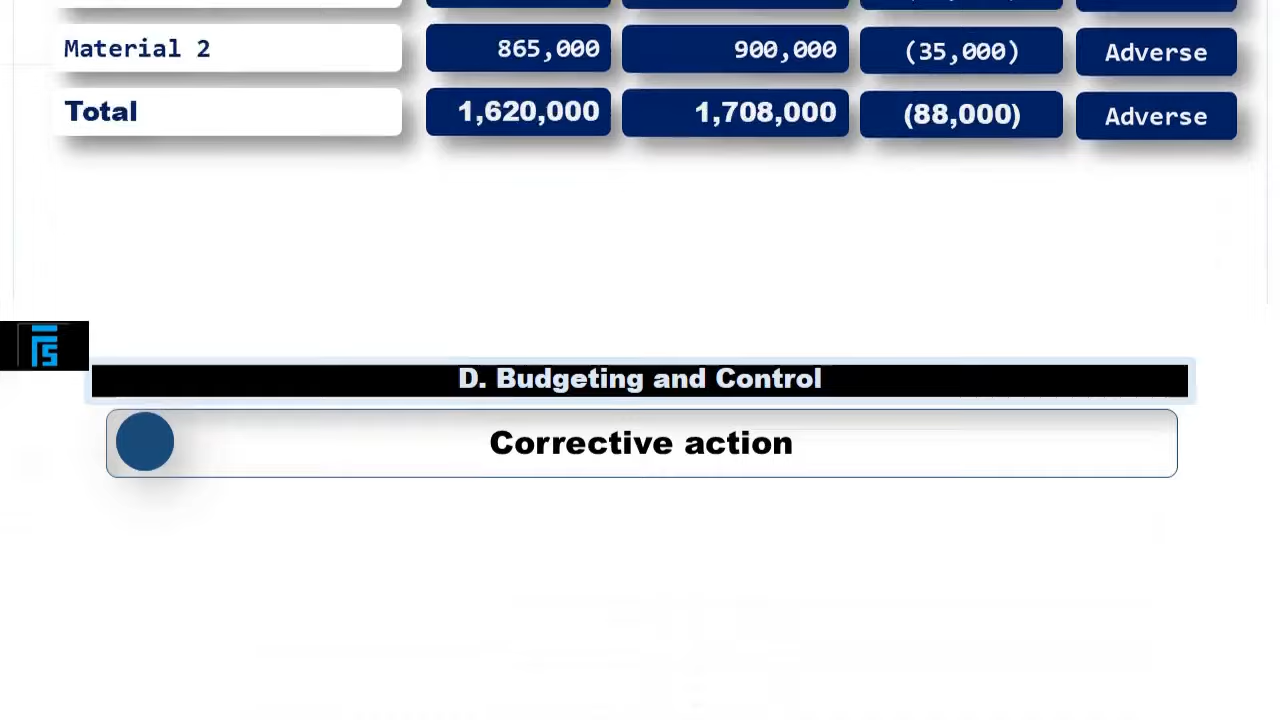 Material 2 865,000 900,000 (35,000) Adverse
Total 1,620,000 1,708,000 (88,000) Adverse
D. Budgeting and Control
Corrective action